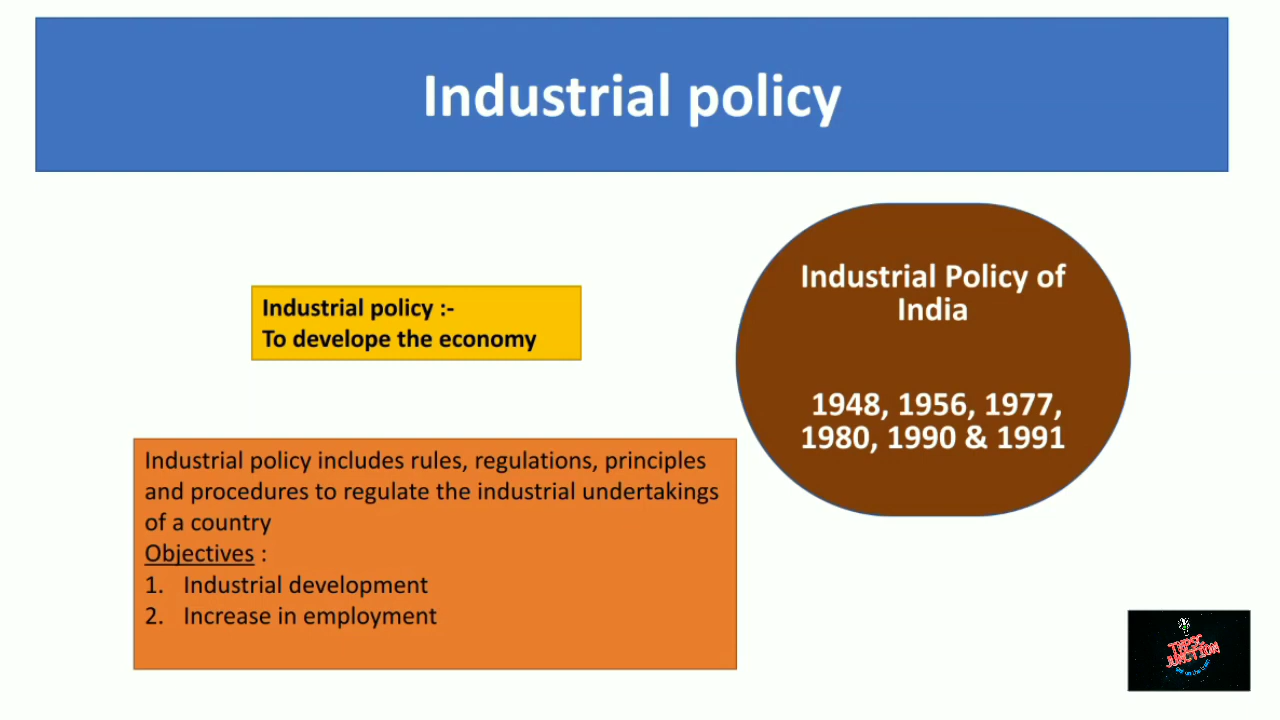 Industrial policy
Industrial policy :-
To develope the economy
Industrial Policy of
India
1948, 1956, 1977,
1980, 1990 & 1991
Industrial policy includes rules, regulations, principles
and procedures to regulate the industrial undertakings
of a country
Objectives :
1. Industrial development
2. Increase in employment
TNPSC
JUNCTION